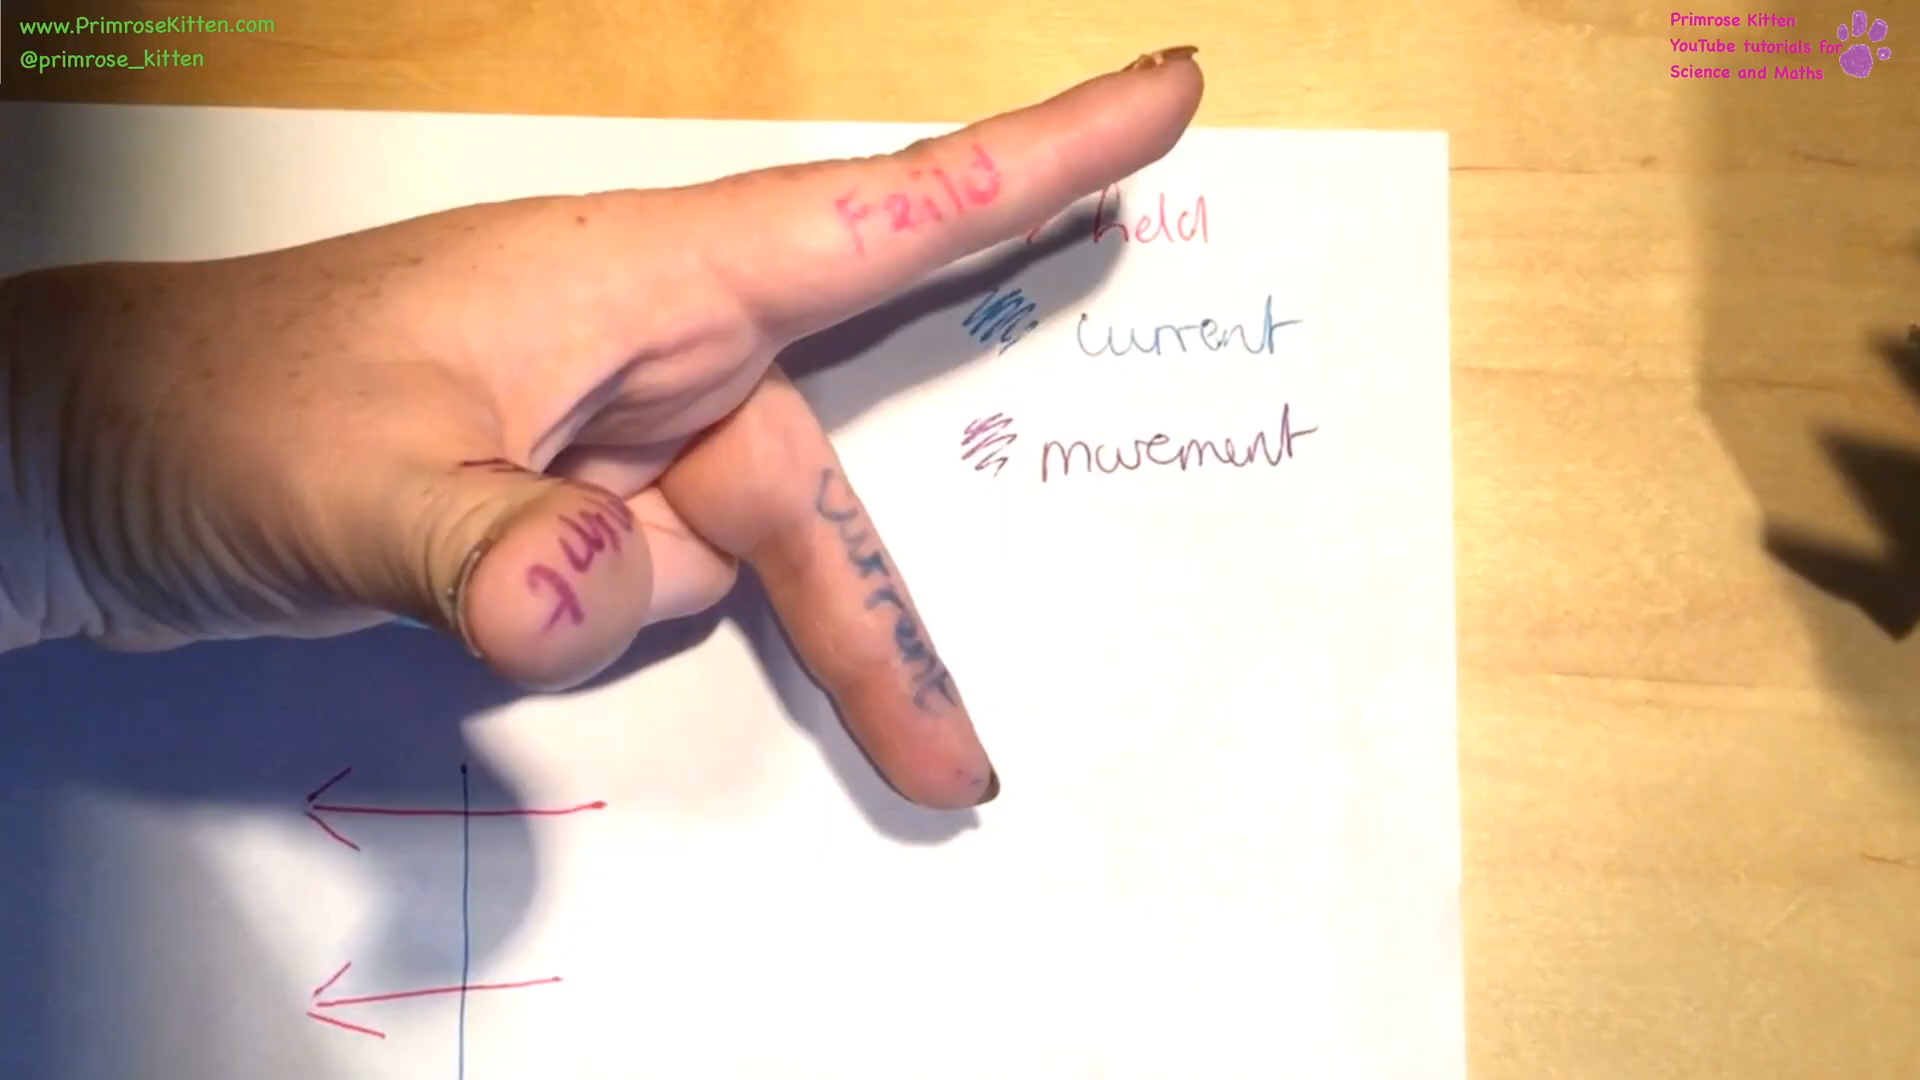 www.PrimroseKitten.com
@primrose_kitten
Primrose Kitten
YouTube tutorials for
Science and Maths
Feild
field
current
movement
current